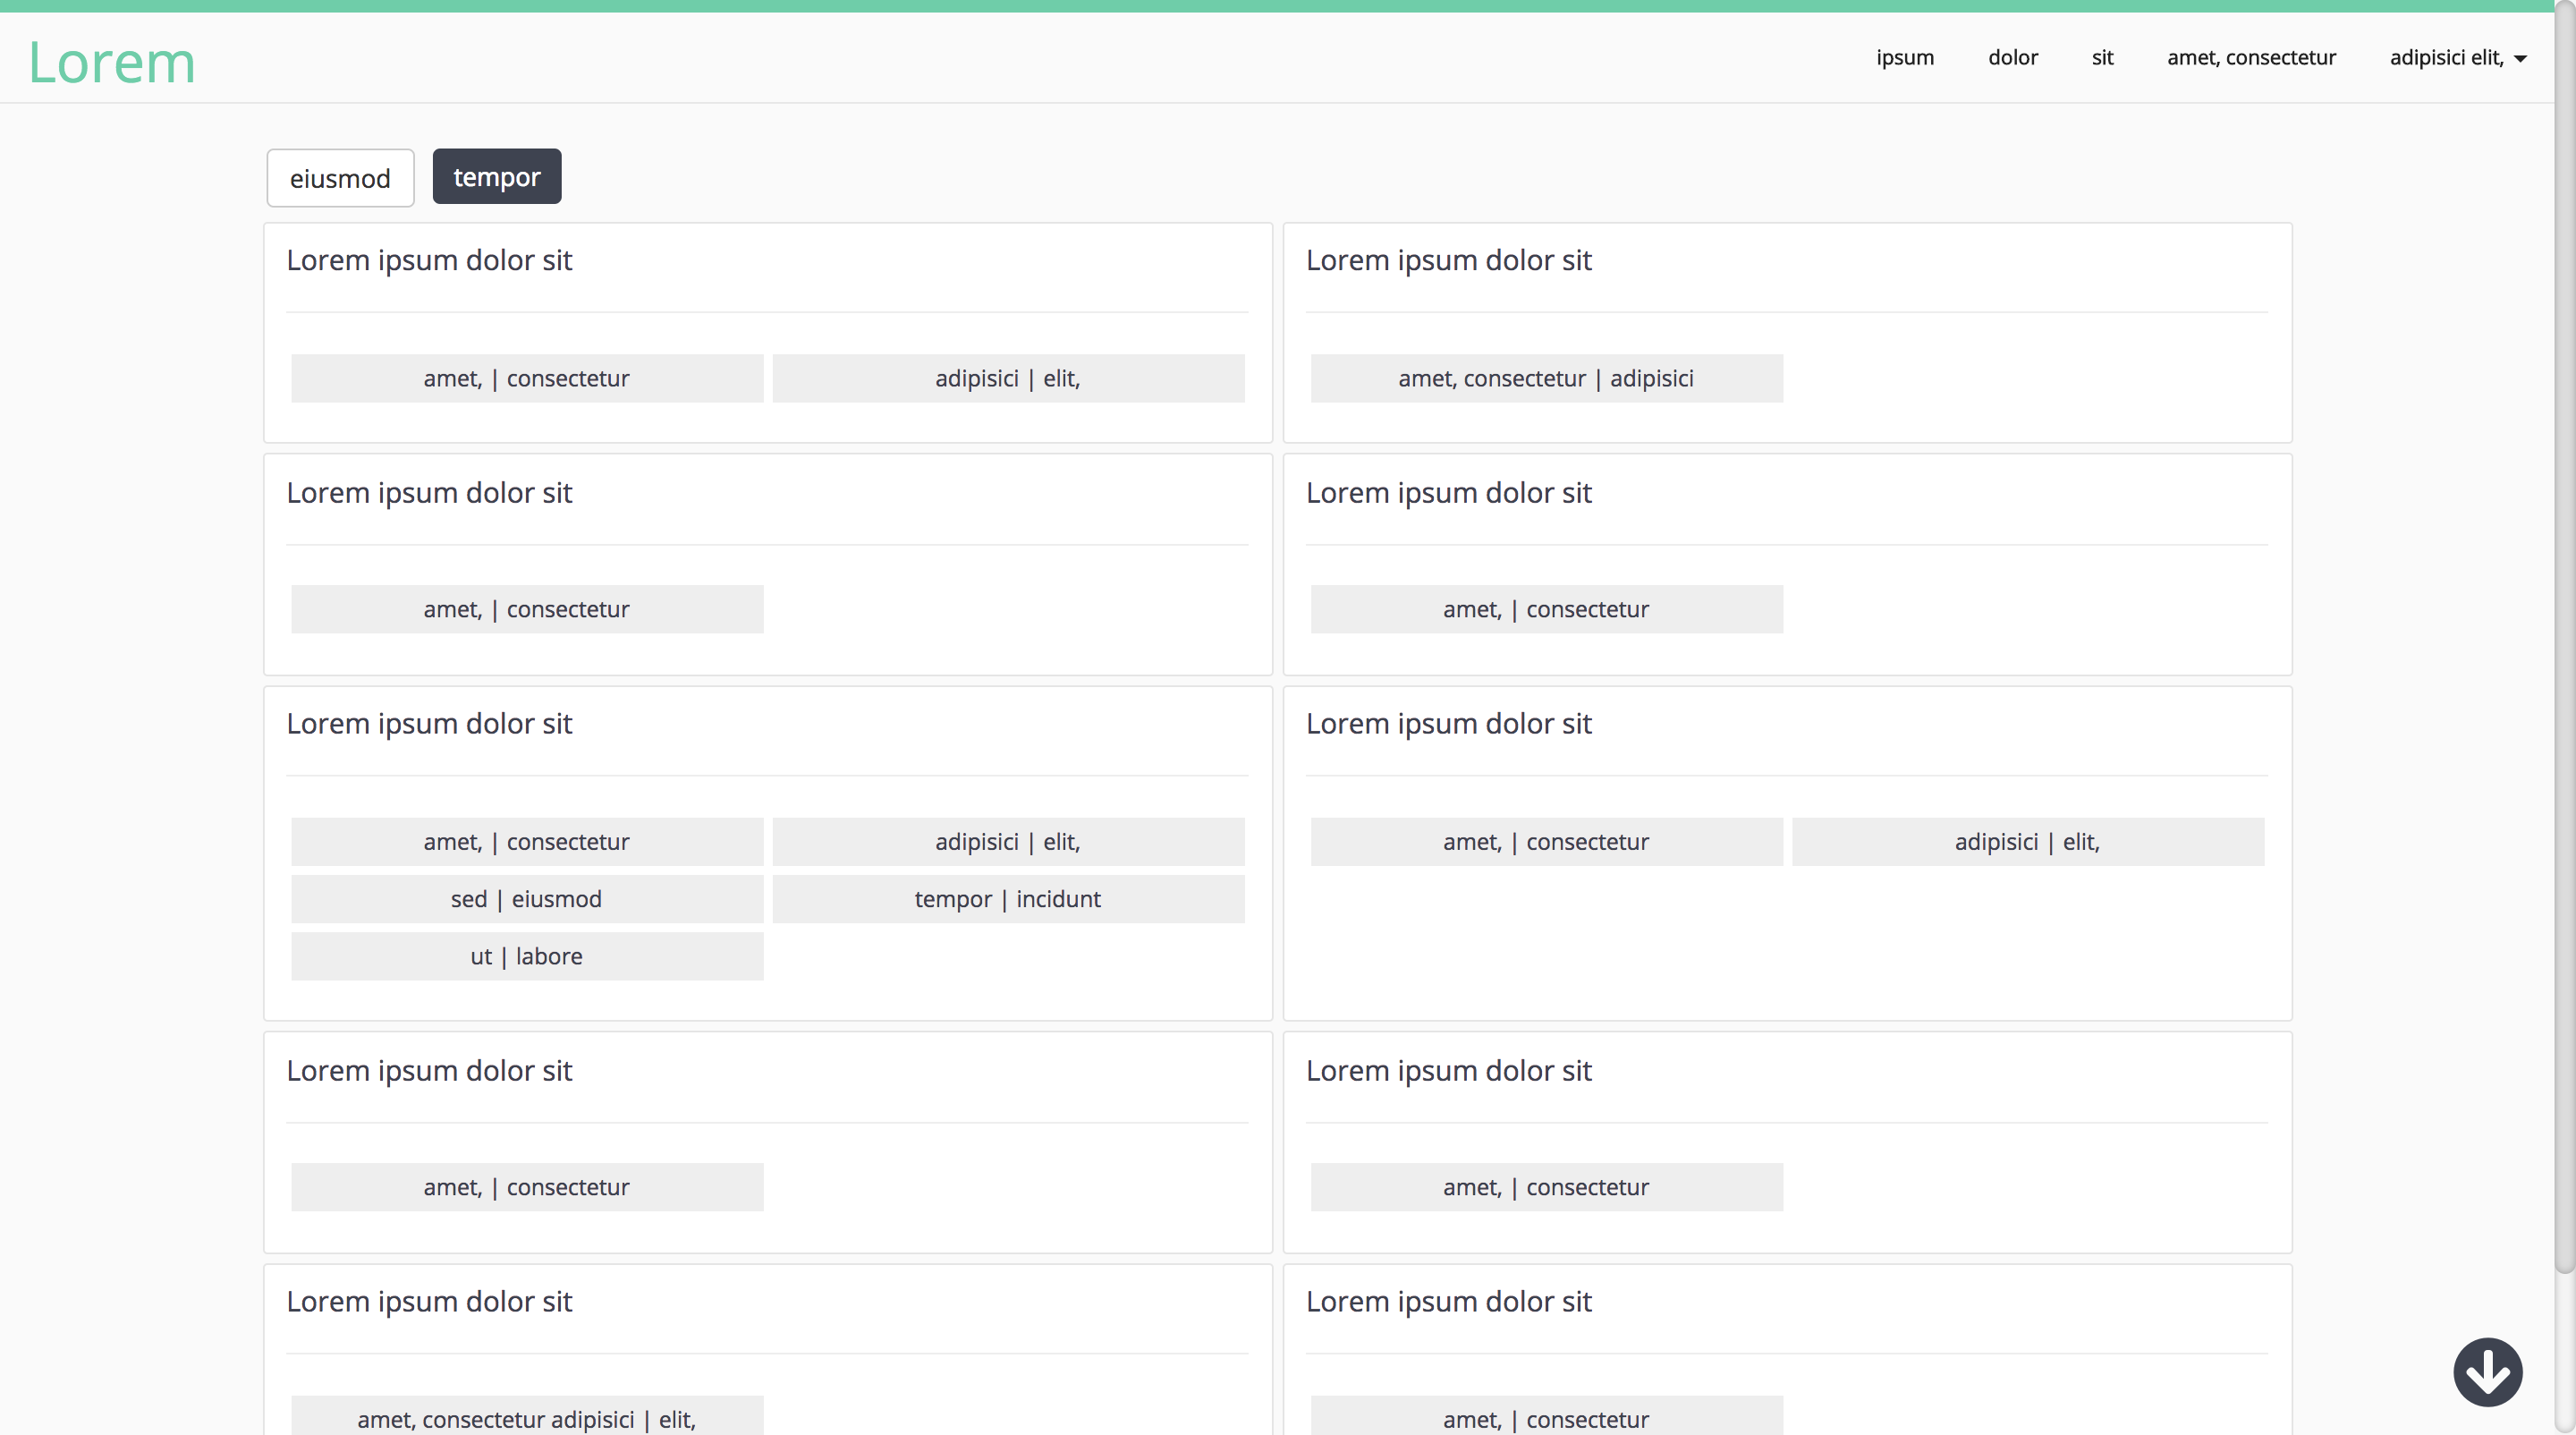 Lorem
ipsum dolor sit amet, consectetur adipisici elit,
eiusmod tempor
Lorem ipsum dolor sit
amet, | consectetur adipisici | elit,
Lorem ipsum dolor sit
amet, consectetur | adipisici
Lorem ipsum dolor sit
amet, | consectetur
Lorem ipsum dolor sit
amet, | consectetur
Lorem ipsum dolor sit
amet, | consectetur adipisici | elit,
sed | eiusmod tempor | incidunt
ut | labore
Lorem ipsum dolor sit
amet, | consectetur adipisici | elit,
Lorem ipsum dolor sit
amet, | consectetur
Lorem ipsum dolor sit
amet, | consectetur
Lorem ipsum dolor sit
amet, consectetur adipisici | elit,
Lorem ipsum dolor sit
amet, | consectetur